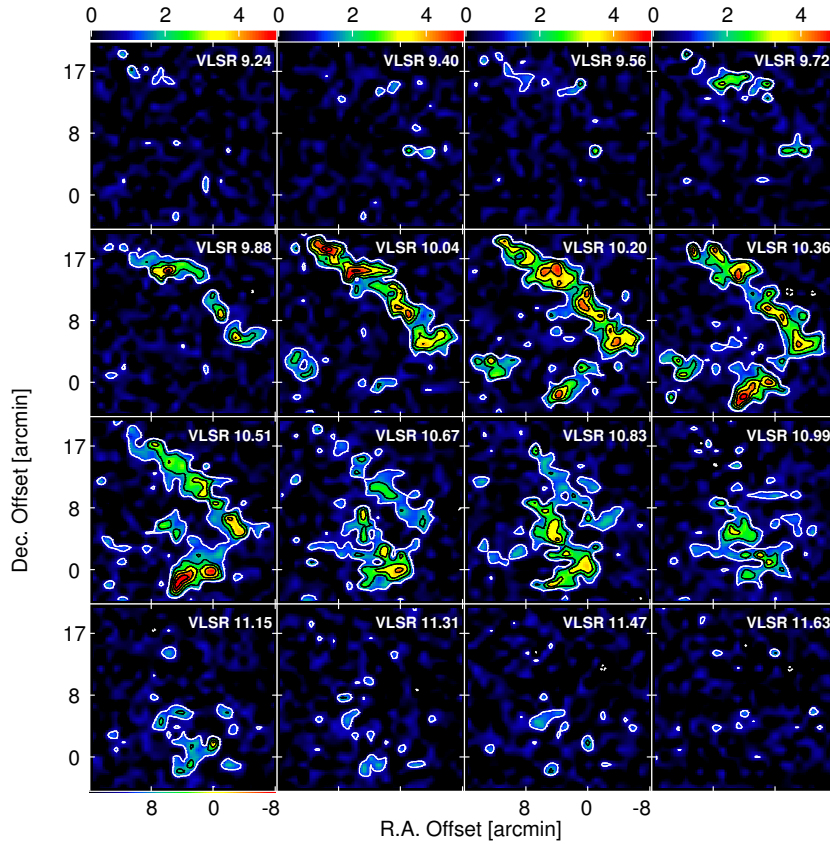 0 2 4 0 2 4 0 2 4 0 2 4
VLSR 9.24 VLSR 9.40 VLSR 9.56 VLSR 9.72
17
8
0
VLSR 9.88 VLSR 10.04 VLSR 10.20 VLSR 10.36
17
8
0
VLSR 10.51 VLSR 10.67 VLSR 10.83 VLSR 10.99
17
8
0
VLSR 11.15 VLSR 11.31 VLSR 11.47 VLSR 11.63
17
8
0
8 0 -8 8 0 -8
R.A. Offset [arcmin]
Dec. Offset [arcmin]